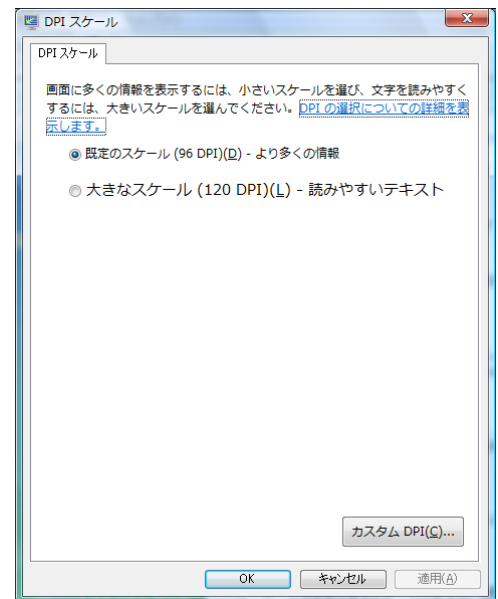 DPI スケール
DPI スケール
画面に多くの情報を表示するには、小さいスケールを選び、文字を読みやすく
するには、大きいスケールを選んでください。DPI の選択についての詳細を表
示します。
既定のスケール (96 DPI)(D) - より多くの情報
大きなスケール (120 DPI)(L) - 読みやすいテキスト
カスタム DPI(C)...
OK キャンセル 適用(A)